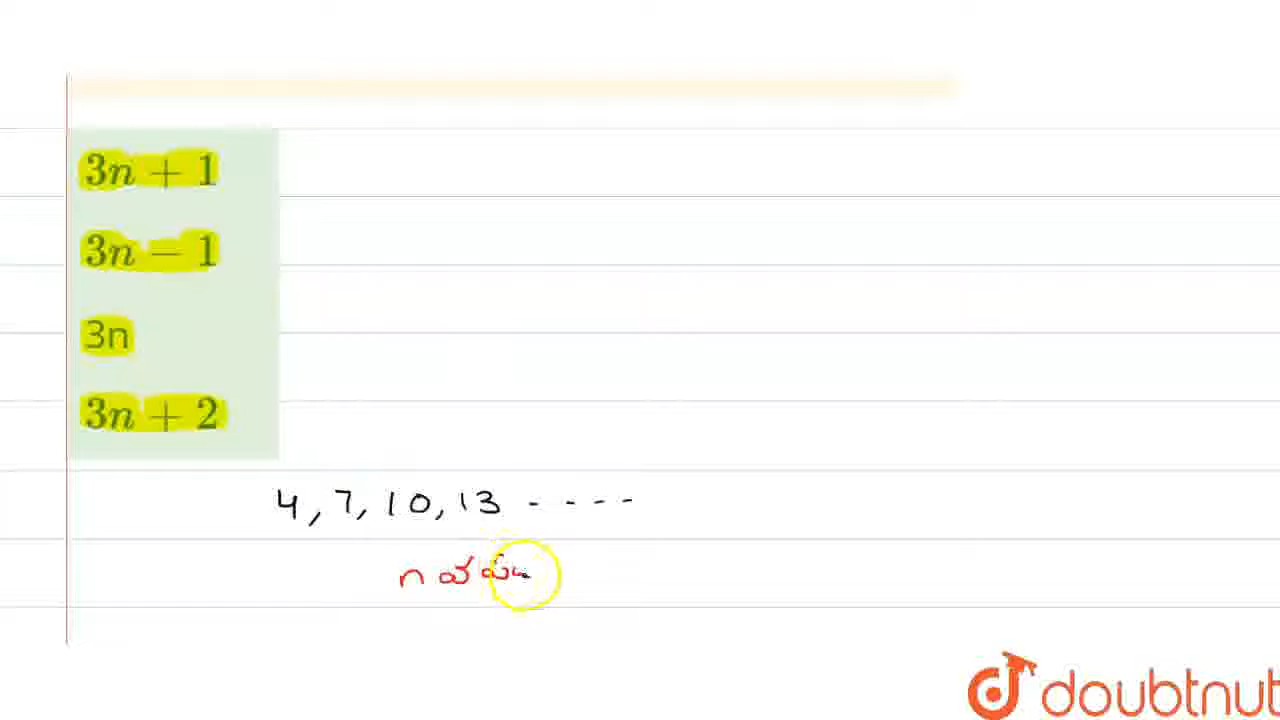 3n + 1
3n − 1
3n
3n + 2
4, 7, 10, 13 - - - -
n వ
doubtnut